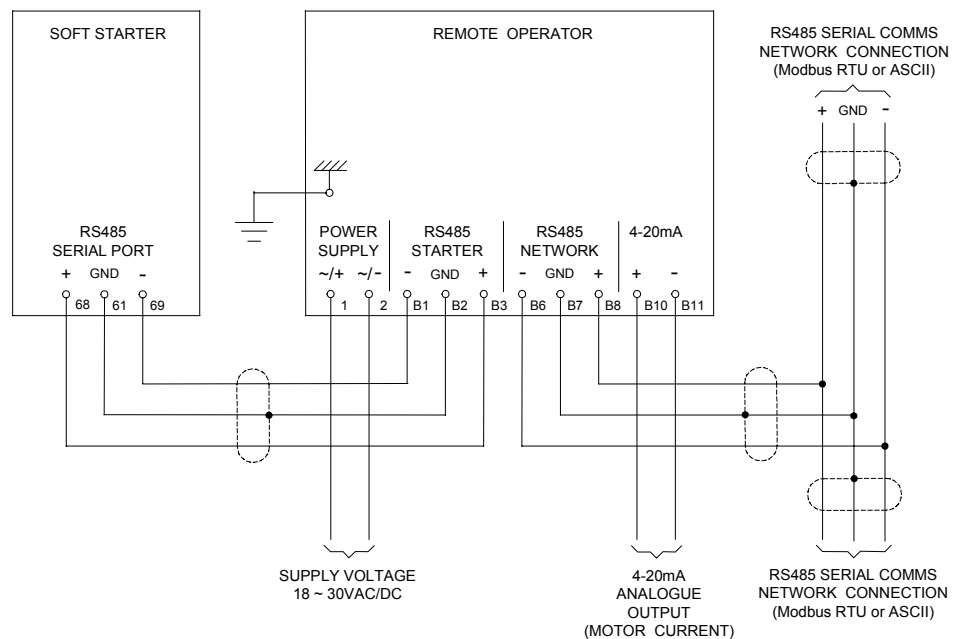 SOFT STARTER
REMOTE OPERATOR
RS485 SERIAL COMMS
NETWORK CONNECTION
(Modbus RTU or ASCII)
+ GND -
RS485
SERIAL PORT
+ GND -
68 61 69
POWER
SUPPLY
~/+ ~/-
1 2
RS485
STARTER
- GND +
B1 B2 B3
RS485
NETWORK
- GND +
B6 B7 B8
4-20mA
+ -
B10 B11
SUPPLY VOLTAGE
18 ~ 30VAC/DC
4-20mA
ANALOGUE
OUTPUT
(MOTOR CURRENT)
RS485 SERIAL COMMS
NETWORK CONNECTION
(Modbus RTU or ASCII)